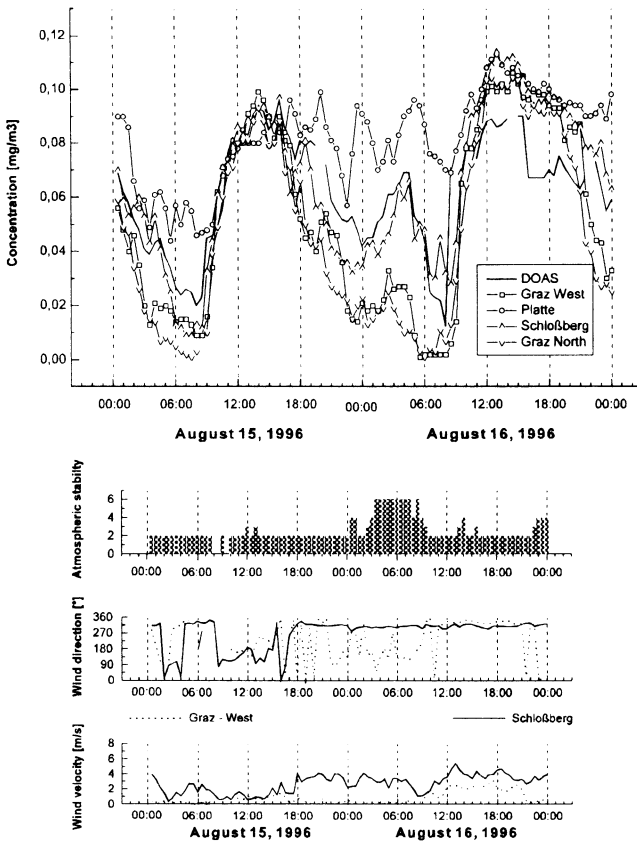 0,12
0,10
0,08
0,06
0,04
0,02
0,00
Concentration [mg/m3]
DOAS
Graz West
Platte
Schloßberg
Graz North
00:00 06:00 12:00 18:00 00:00 06:00 12:00 18:00 00:00
August 15, 1996 August 16, 1996
Atmospheric stabilty
6
4
2
0
00:00 06:00 12:00 18:00 00:00 06:00 12:00 18:00 00:00
Wind direction [°]
360
270
180
90
0
00:00 06:00 12:00 18:00 00:00 06:00 12:00 18:00 00:00
Graz - West Schloßberg
Wind velocity [m/s]
8
6
4
2
0
00:00 06:00 12:00 18:00 00:00 06:00 12:00 18:00 00:00
August 15, 1996 August 16, 1996